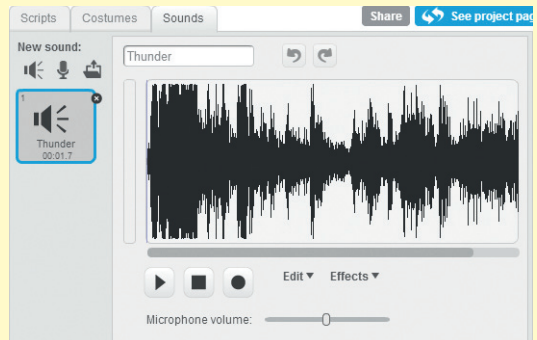 Scripts Costumes Sounds Share See project pag
New sound:
Thunder
1
Thunder
00:01.7
Edit Effects
Microphone volume: